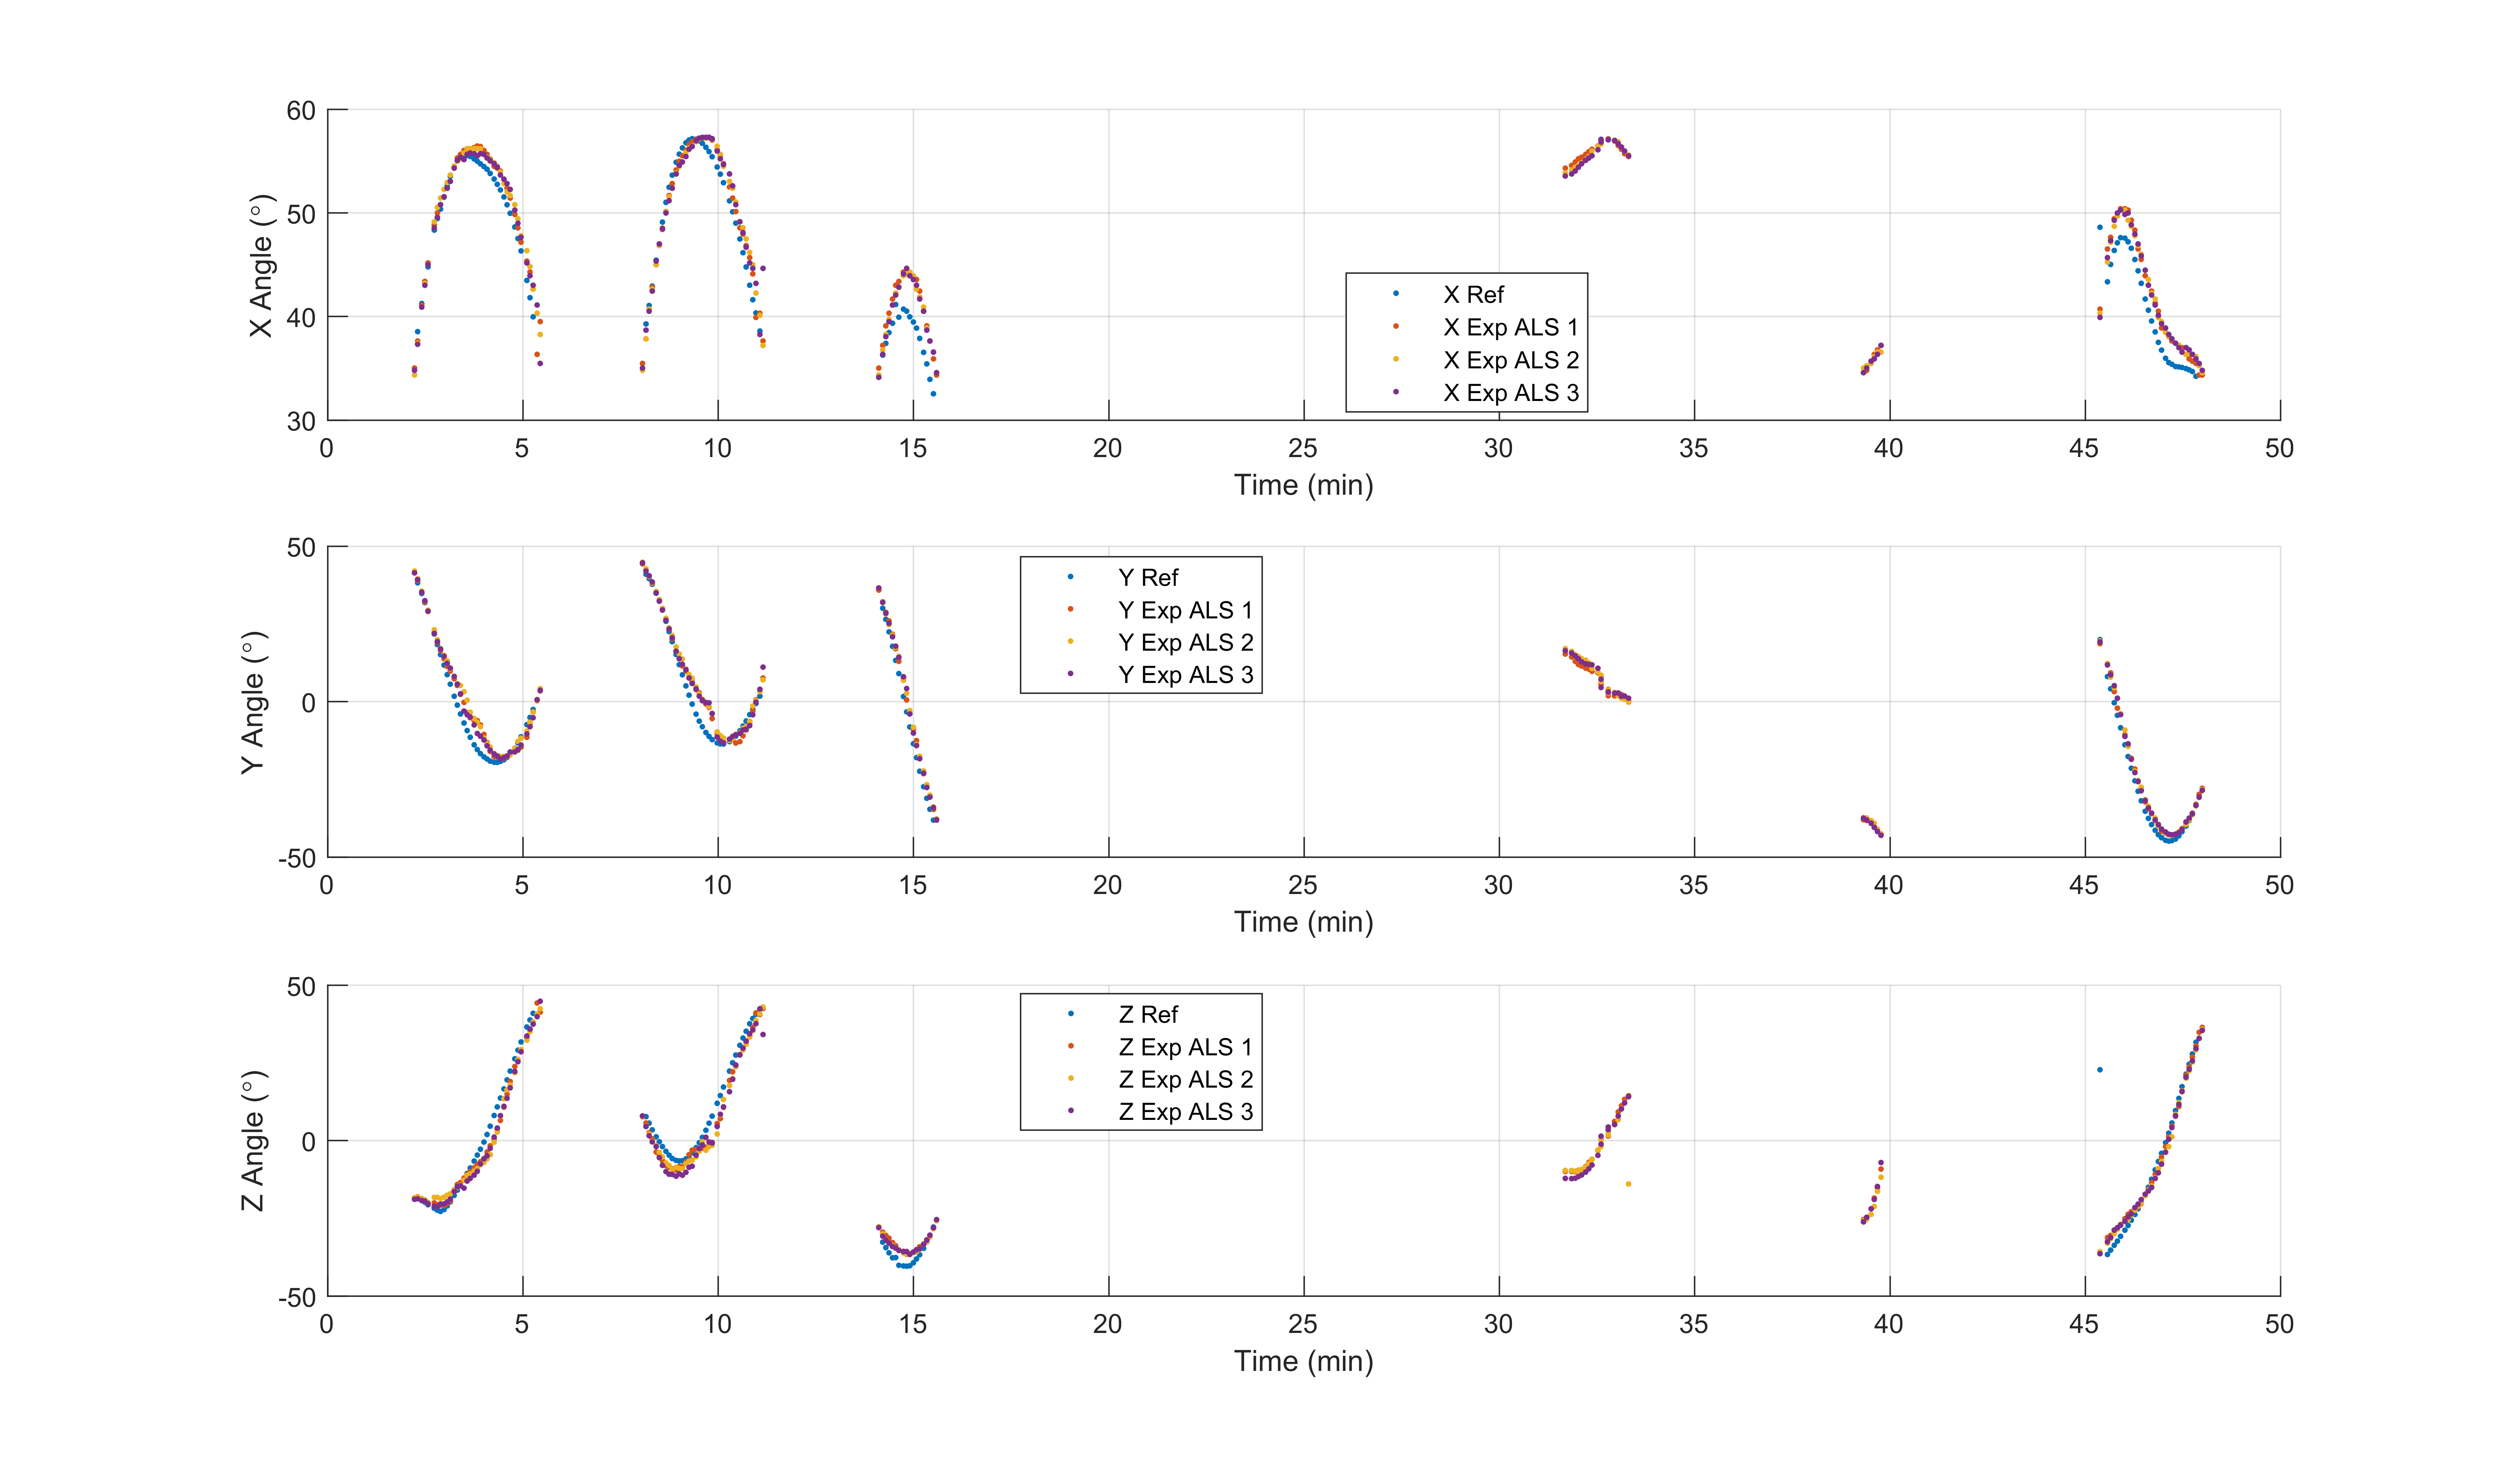 60
50
40
30
X Angle (°)
X Ref
X Exp ALS 1
X Exp ALS 2
X Exp ALS 3
0 5 10 15 20 25 30 35 40 45 50
Time (min)
50
0
-50
Y Angle (°)
Y Ref
Y Exp ALS 1
Y Exp ALS 2
Y Exp ALS 3
0 5 10 15 20 25 30 35 40 45 50
Time (min)
50
0
-50
Z Angle (°)
Z Ref
Z Exp ALS 1
Z Exp ALS 2
Z Exp ALS 3
0 5 10 15 20 25 30 35 40 45 50
Time (min)